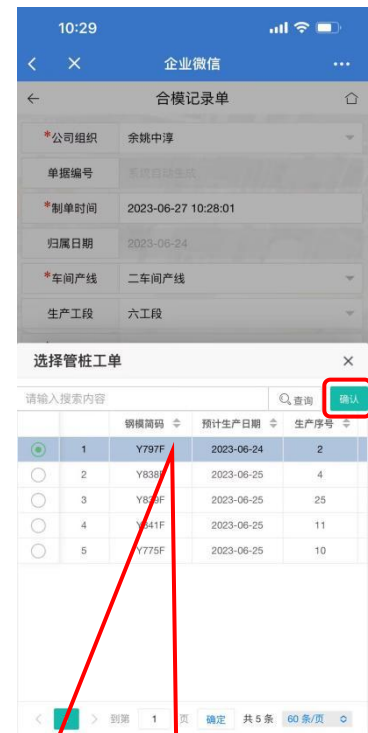 10:29
企业微信
合模记录单
*公司组织 余姚中淳
单据编号 系统自动生成
*制单时间 2023-06-27 10:28:01
归属日期 2023-06-24
*车间产线 二车间产线
生产工段 六工段
选择管桩工单
请输入搜索内容 查询 确认
钢模简码 预计生产日期 生产序号
1 Y797F 2023-06-24 2
2 Y838F 2023-06-25 4
3 Y839F 2023-06-25 25
4 Y841F 2023-06-25 11
5 Y775F 2023-06-25 10
到第 1 页 确定 共 5 条 60 条/页